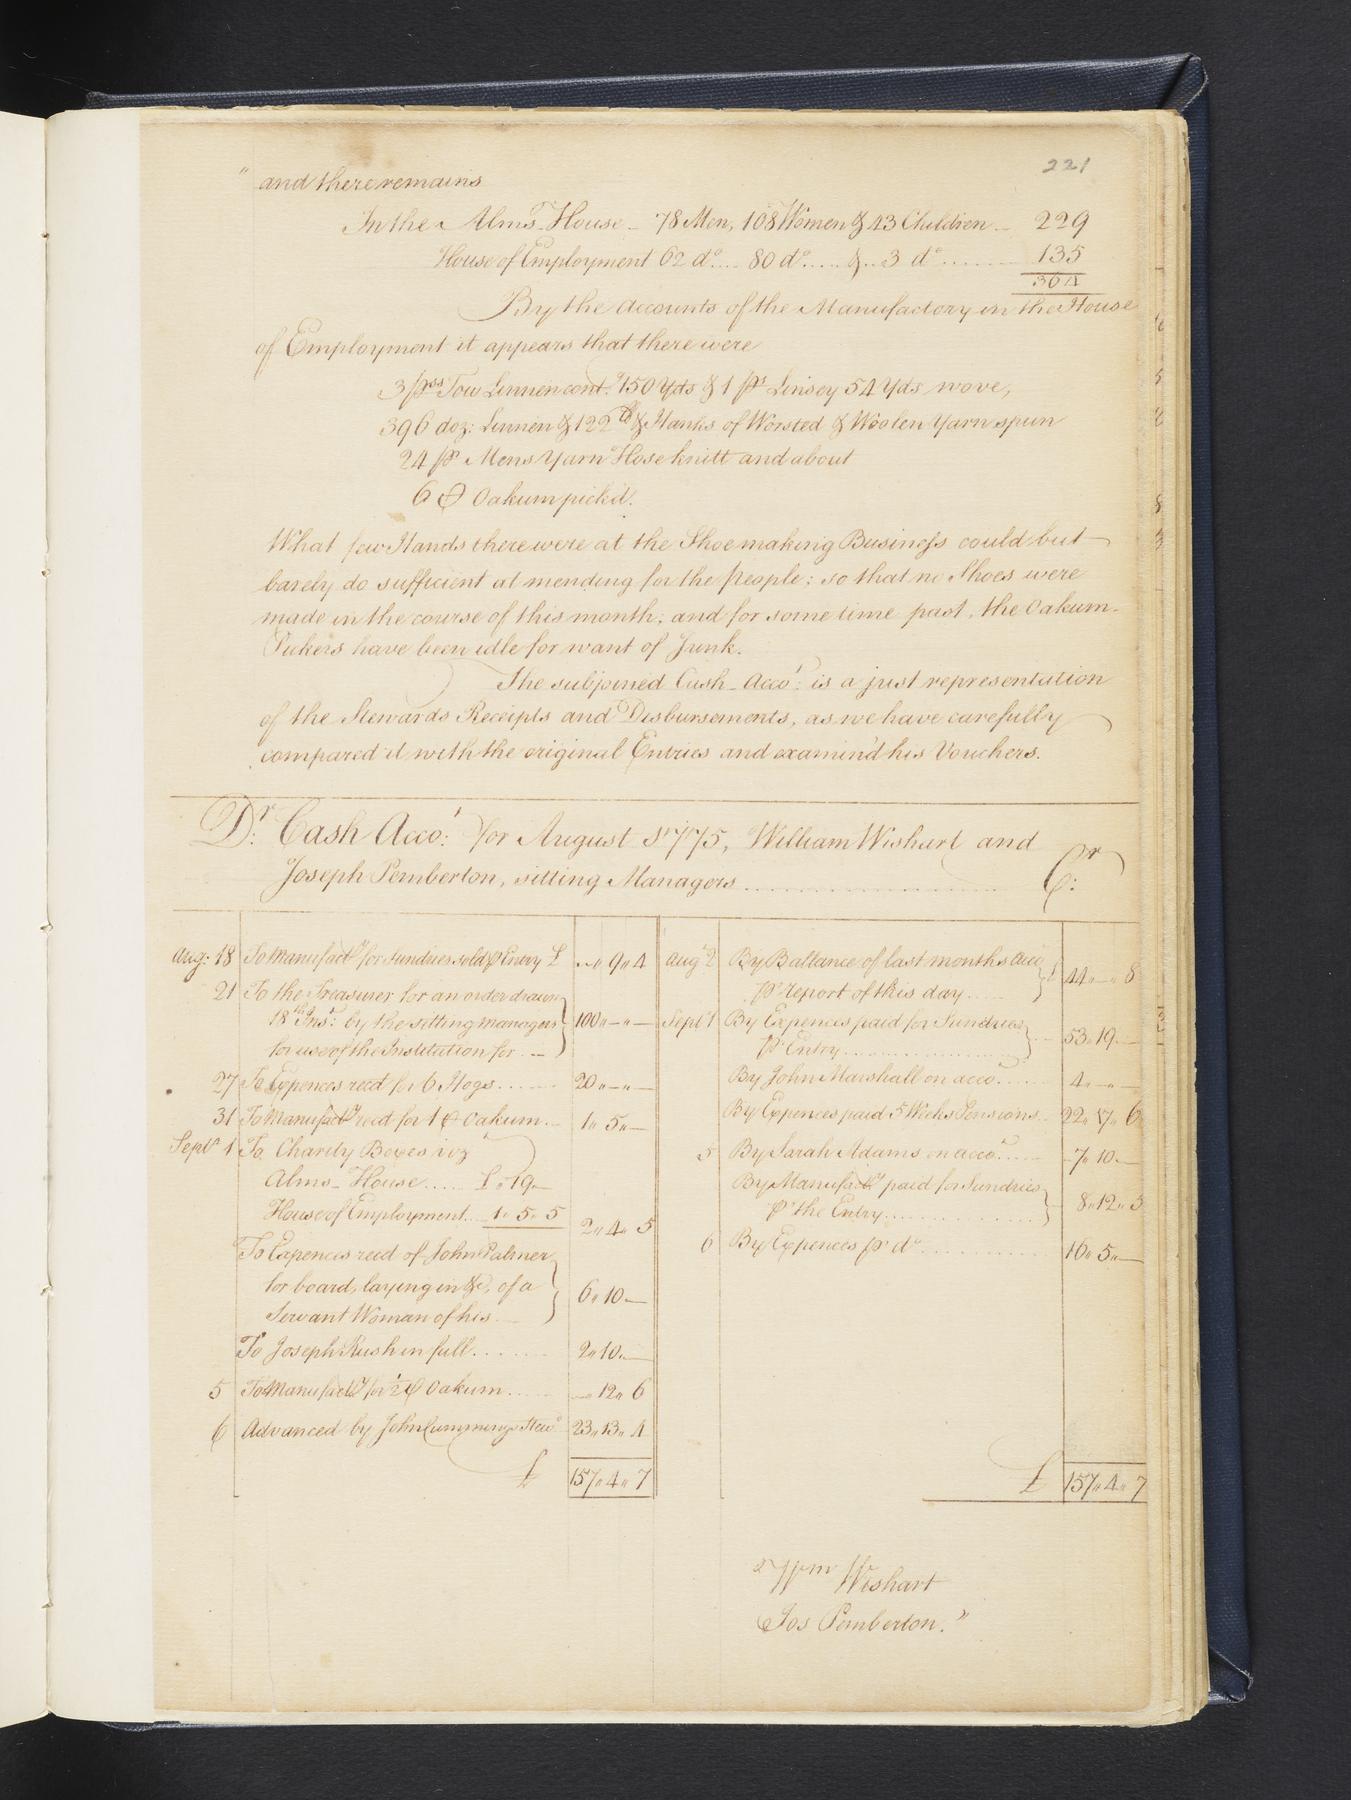 221
" and there remains
In the Alms-House - 78 Men, 108 Women & 43 Children .. 229
House of Employment 62 do .... 80 do ..... & .. 3 do ....... 135
364
By the accounts of the Manufactory in the House
of Employment it appears that there were
3 pss Tow Linnen cont.g 150 Yds & 1 ps Linsey 54 Yds wove,
396 doz: Linnen & 122 lb & Hanks of Worsted & Woolen Yarn spun
24 pr Mens Yarn Hose knitt and about
6 Ct Oakum pick'd.
What few Hands there were at the Shoemaking Business could but
barely do sufficient at mending for the people; so that no Shoes were
made in the course of this month; and for some time past, the Oakum-
Pickers have been idle for want of Junk.
The subjoined Cash-Acco.t is a just representation
of the Stewards Receipts and Disbursements, as we have carefully
compared it with the original Entries and examin'd his Vouchers.
D.r Cash Acco.t for August 1775, William Wishart and
Joseph Pemberton, sitting Managers .......... C.r
Aug: 18 To Manufact.y for Sundries sold p Entry £ -" 9" 4
21 To the Treasurer for an order drawn
18th Ins.t by the sitting managers
for use of the Institution for .. - 100"-"-
27 To Expences recd for 6 Hogs ....... 20"-"-
31 To Manufact.y recd for 1 Ct Oakum .. 1" 5"-
Sept.r 1 To Charity Boxes viz
Alms-House ..... £ " 19"-
House of Employment .. 1" 5" 5
2" 4" 5
To Expences recd of John Palmer
for board, laying in &c, of a
Servant Woman of his .. - 6" 10"-
To Joseph Rush in full ....... 2" 10"-
5 To Manufact.y for 1/2 Ct Oakum ..... -" 12" 6
6 Advanced by John Cummings Stew.d 23" 13" 4
£ 157" 4" 7
Aug.t 2 By Ballance of last months Acco.t
p.r report of this day ..... £ 44"-" 8
Sept.r 1 By Expences paid for Sundries
p.r Entry .......... 53" 19"-
By John Marshall on acco.t ...... 4"-"-
By Expences paid 5 Weeks Pensions .. 22" 17" 6
5 By Sarah Adams on acco.t ..... 7" 10"-
By Manufact.y paid for Sundries
p.r the Entry .......... 8" 12" 5
6 By Expences p.r do .......... 16" 5"-
£ 157" 4" 7
Wm Wishart
Jos Pemberton."